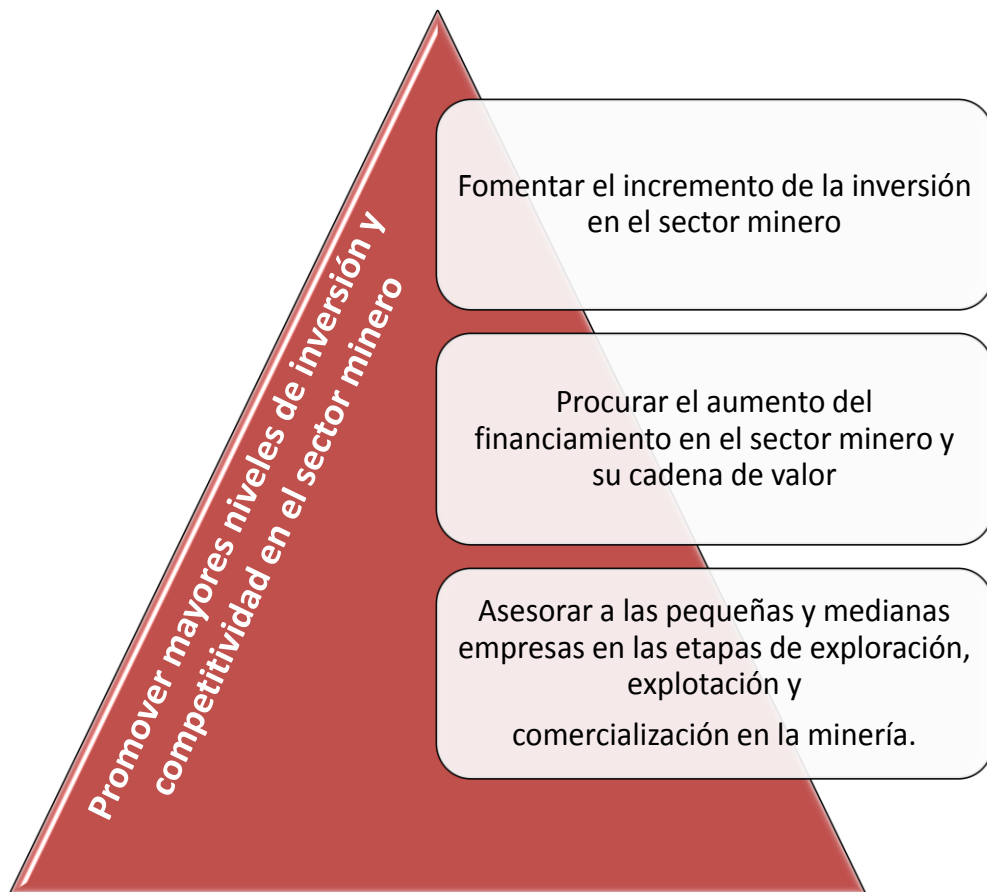 Promover mayores niveles de inversión y
competitividad en el sector minero
Fomentar el incremento de la inversión
en el sector minero
Procurar el aumento del
financiamiento en el sector minero y
su cadena de valor
Asesorar a las pequeñas y medianas
empresas en las etapas de exploración,
explotación y
comercialización en la minería.